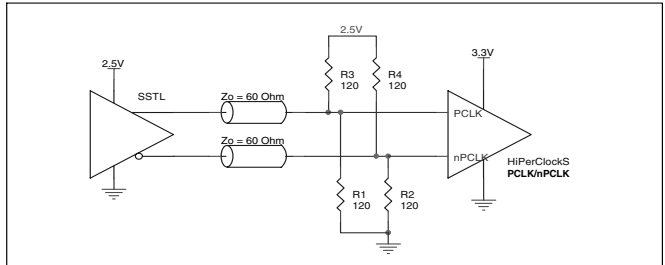 2.5V
3.3V
2.5V
SSTL
R3
120
R4
120
Zo = 60 Ohm
PCLK
Zo = 60 Ohm
nPCLK
HiPerClockS
PCLK/nPCLK
R1
120
R2
120